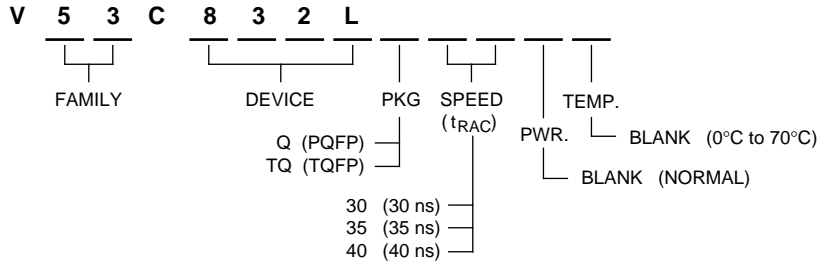 V 5 3 C 8 3 2 L
FAMILY DEVICE PKG SPEED TEMP.
(tRAC) PWR.
Q (PQFP) BLANK (0°C to 70°C)
TQ (TQFP)
BLANK (NORMAL)
30 (30 ns)
35 (35 ns)
40 (40 ns)